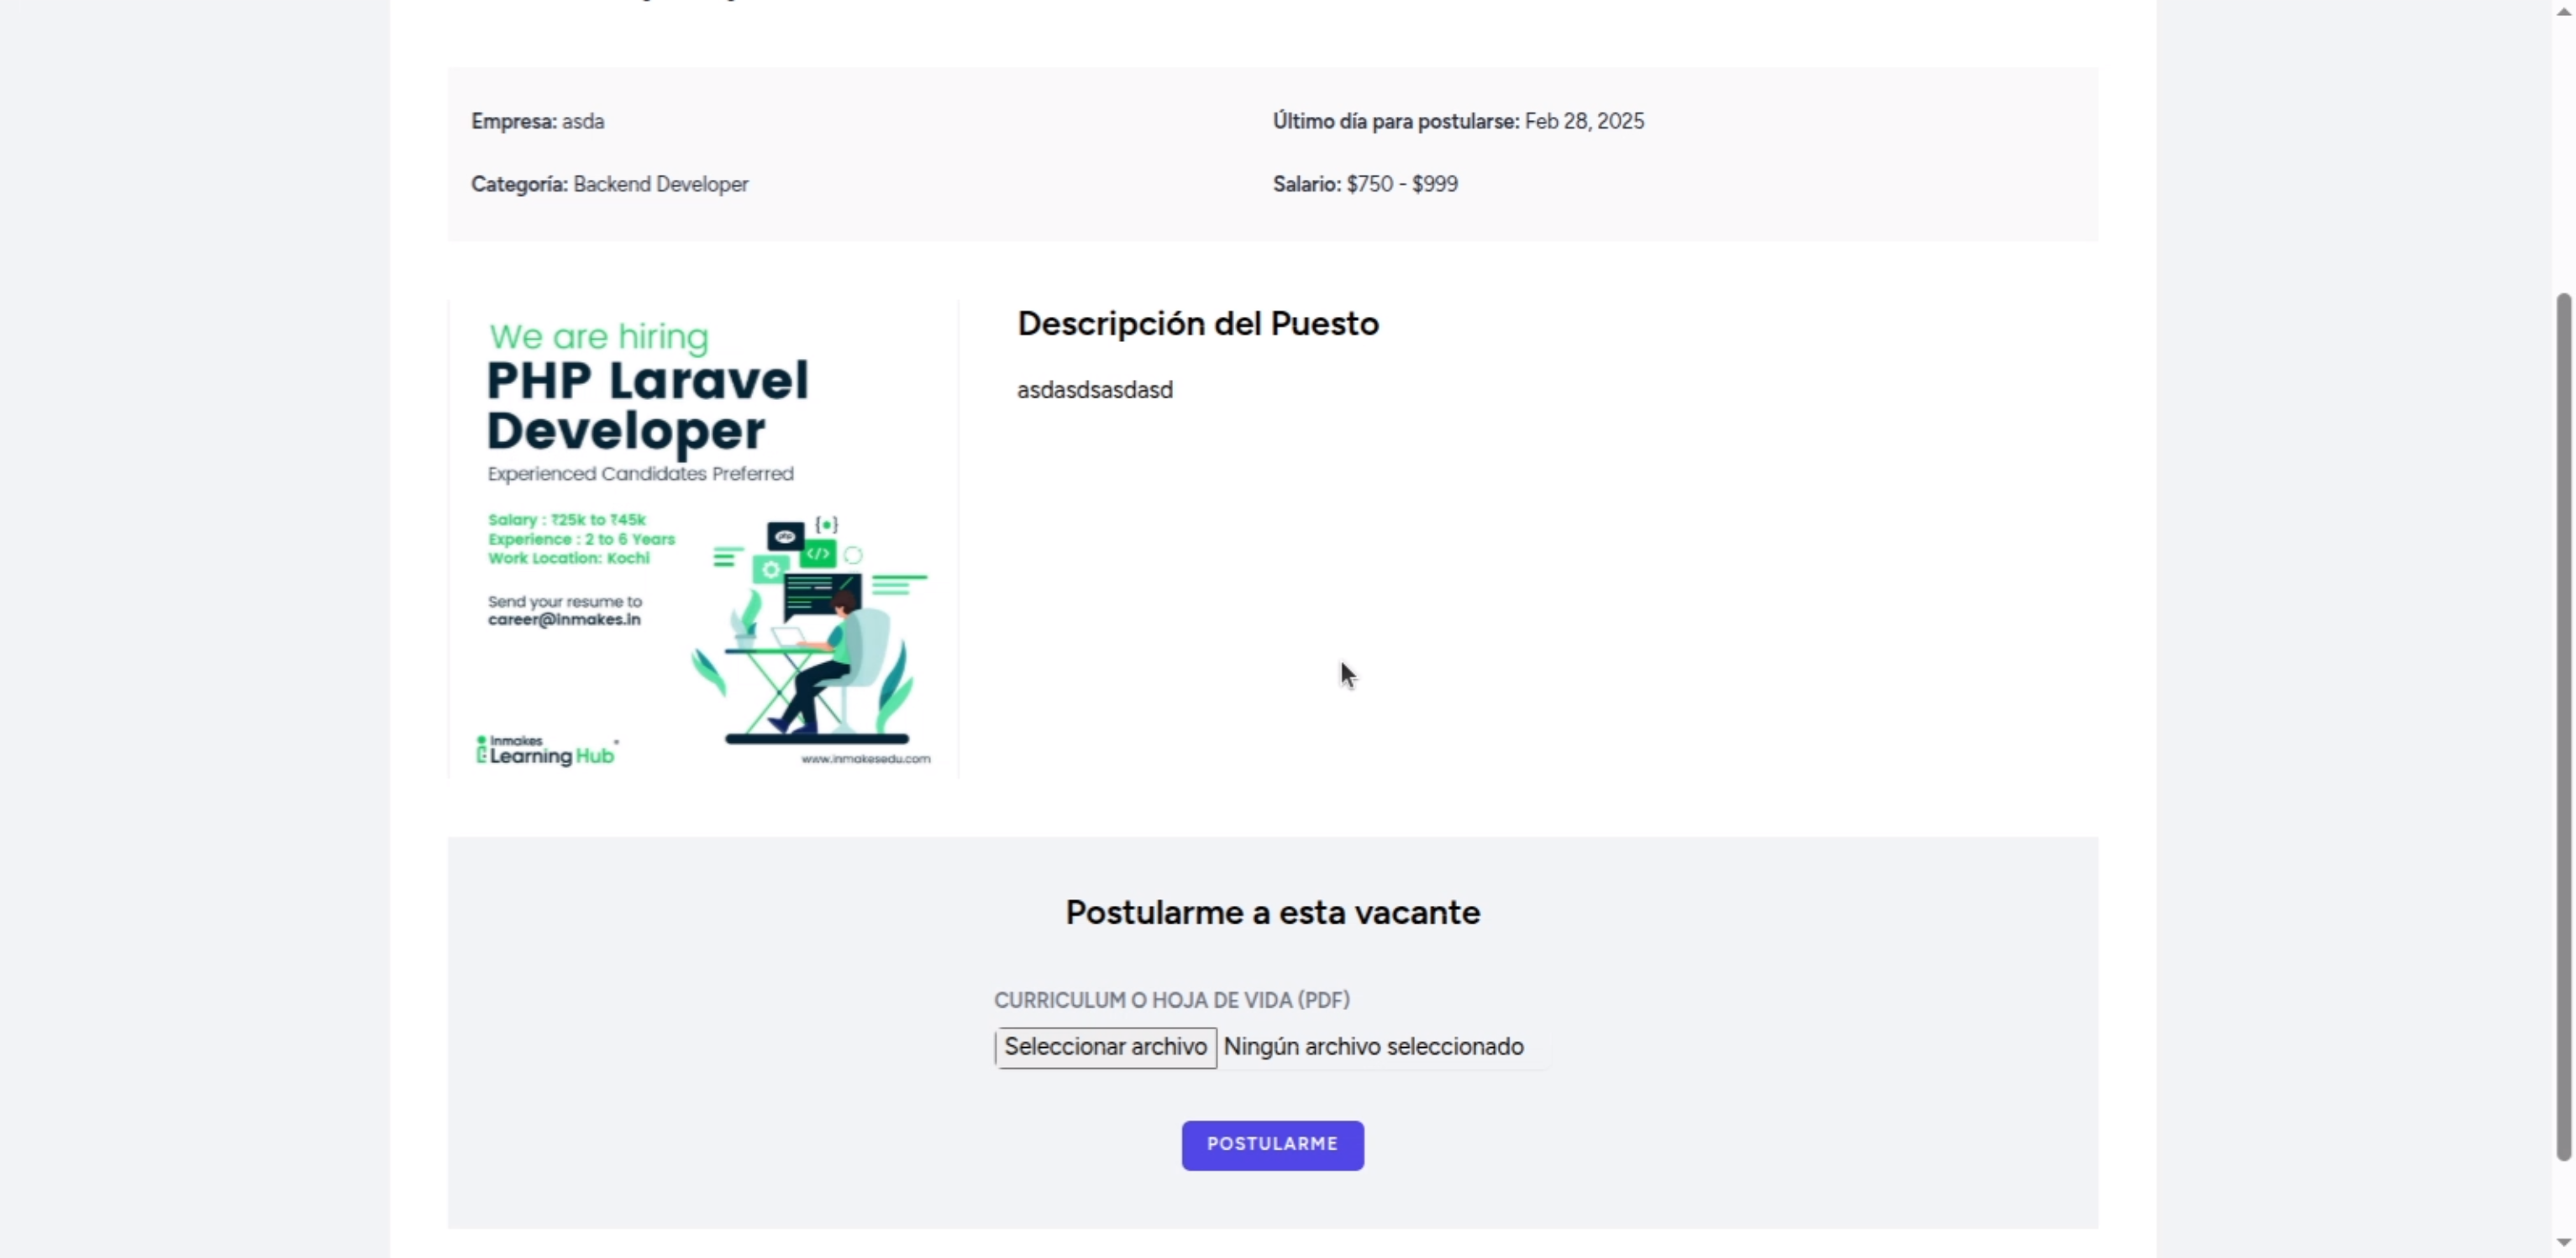 Empresa: asda
Último día para postularse: Feb 28, 2025
Categoría: Backend Developer
Salario: $750 - $999
We are hiring
PHP Laravel
Developer
Experienced Candidates Preferred
Salary : ₹25k to ₹45k
Experience : 2 to 6 Years
Work Location: Kochi
Send your resume to
career@inmakes.in
php
</>
Inmakes
Learning Hub
www.inmakesedu.com
Descripción del Puesto
asdasdsasdasd
Postularme a esta vacante
CURRICULUM O HOJA DE VIDA (PDF)
Seleccionar archivo Ningún archivo seleccionado
POSTULARME